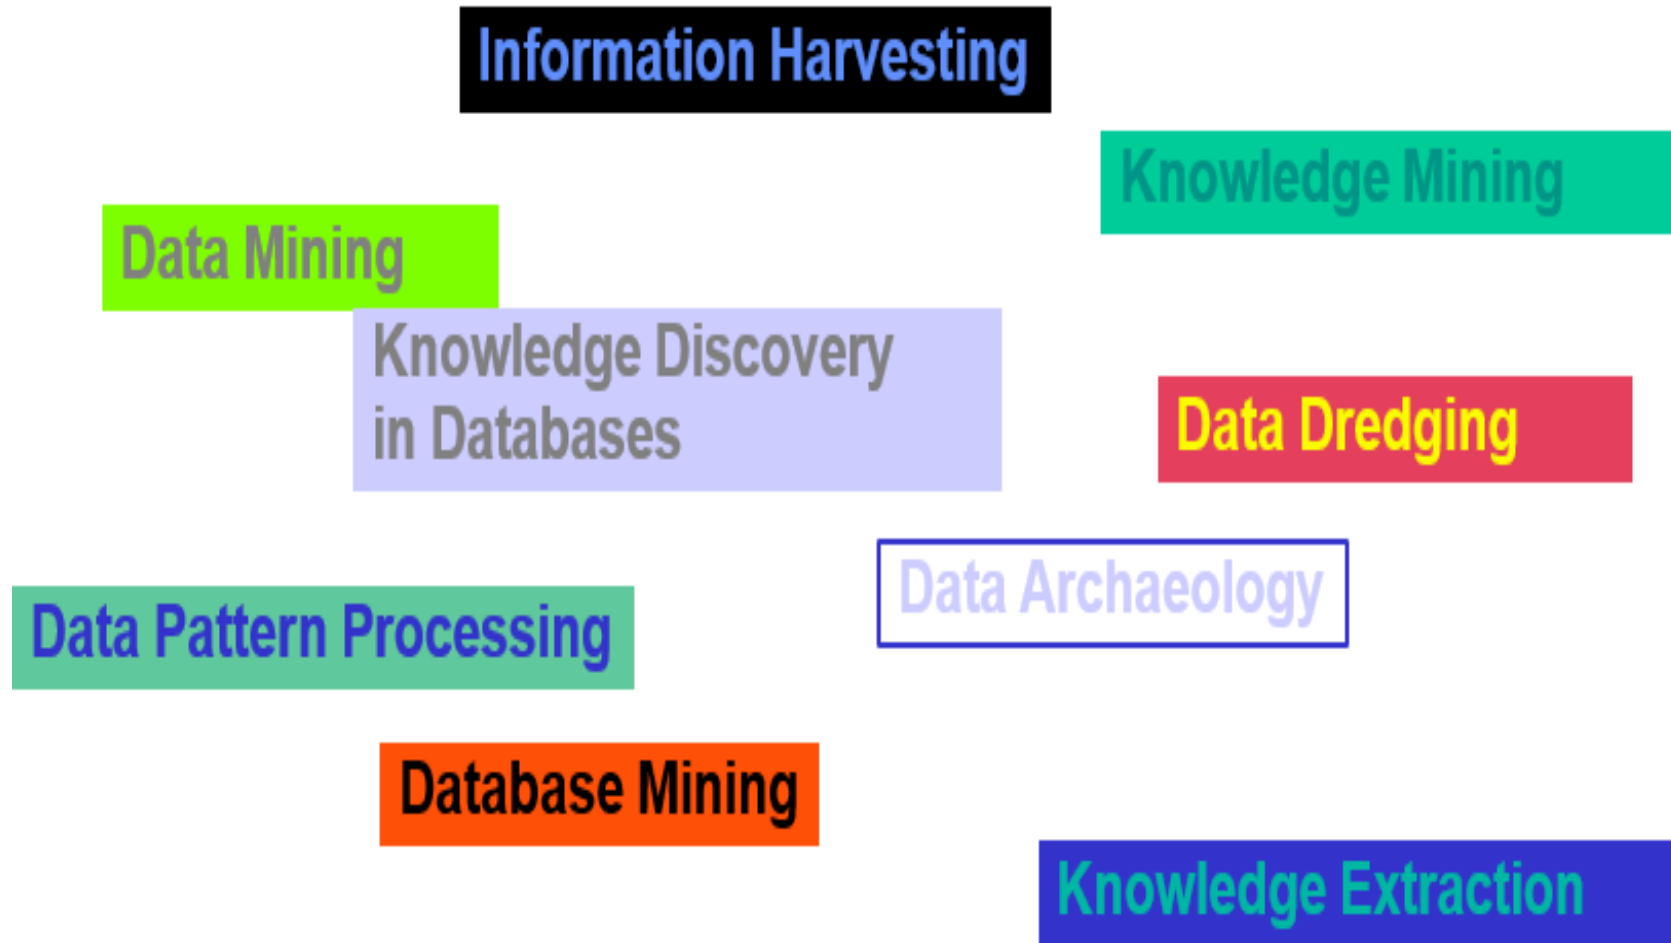 Information Harvesting
Knowledge Mining
Data Mining
Knowledge Discovery
in Databases
Data Dredging
Data Archaeology
Data Pattern Processing
Database Mining
Knowledge Extraction